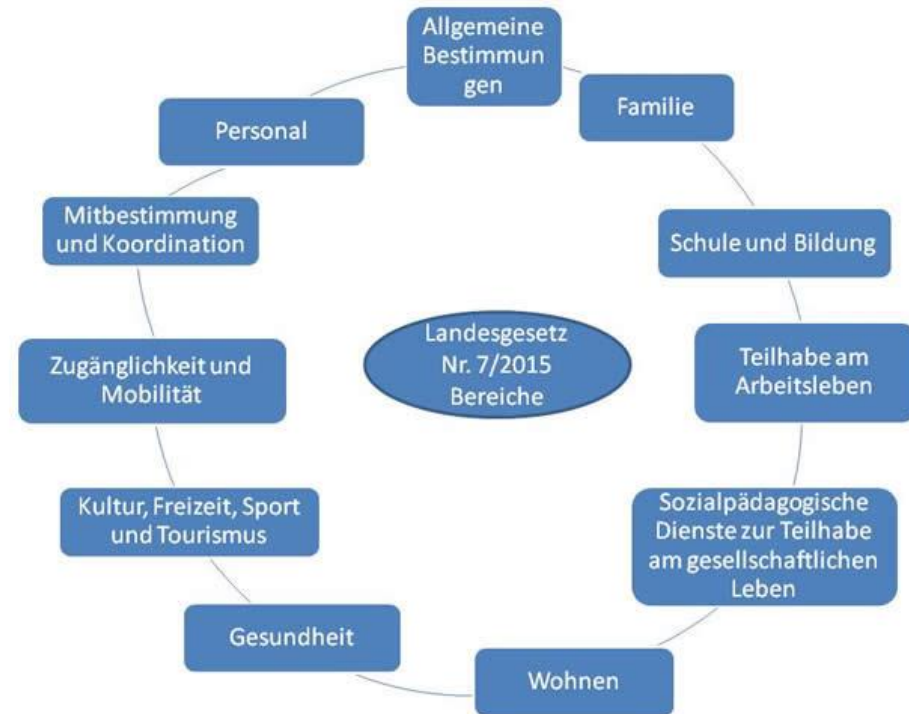 Allgemeine
Bestimmun
gen
Familie
Schule und Bildung
Teilhabe am
Arbeitsleben
Sozialpädagogische
Dienste zur Teilhabe
am gesellschaftlichen
Leben
Wohnen
Gesundheit
Kultur, Freizeit, Sport
und Tourismus
Zugänglichkeit und
Mobilität
Mitbestimmung
und Koordination
Personal
Landesgesetz
Nr. 7/2015
Bereiche